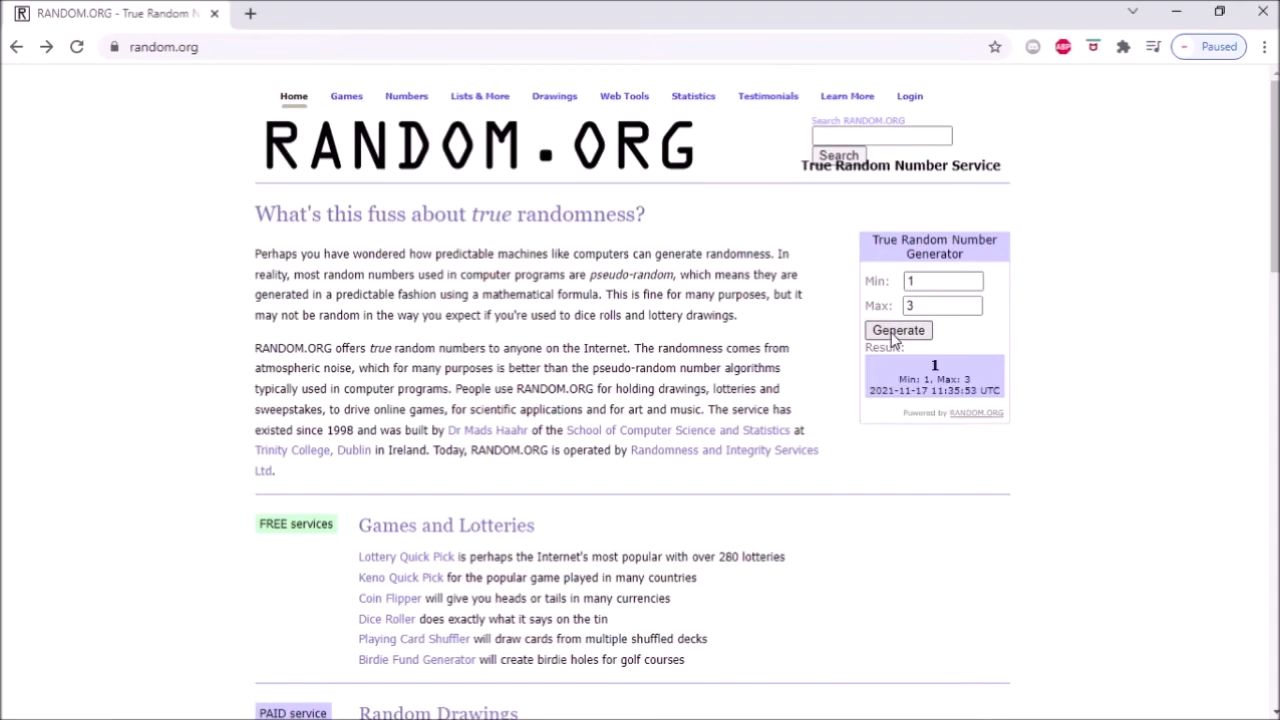 RANDOM.ORG - True Random N
random.org
ABP
Paused
Home Games Numbers Lists & More Drawings Web Tools Statistics Testimonials Learn More Login
RANDOM.ORG
Search RANDOM.ORG
Search
True Random Number Service
What's this fuss about true randomness?
Perhaps you have wondered how predictable machines like computers can generate randomness. In
reality, most random numbers used in computer programs are pseudo-random, which means they are
generated in a predictable fashion using a mathematical formula. This is fine for many purposes, but it
may not be random in the way you expect if you're used to dice rolls and lottery drawings.
RANDOM.ORG offers true random numbers to anyone on the Internet. The randomness comes from
atmospheric noise, which for many purposes is better than the pseudo-random number algorithms
typically used in computer programs. People use RANDOM.ORG for holding drawings, lotteries and
sweepstakes, to drive online games, for scientific applications and for art and music. The service has
existed since 1998 and was built by Dr Mads Haahr of the School of Computer Science and Statistics at
Trinity College, Dublin in Ireland. Today, RANDOM.ORG is operated by Randomness and Integrity Services
Ltd.
True Random Number
Generator
Min: 1
Max: 3
Generate
Result:
1
Min: 1, Max: 3
2021-11-17 11:35:53 UTC
Powered by RANDOM.ORG
FREE services
Games and Lotteries
Lottery Quick Pick is perhaps the Internet's most popular with over 280 lotteries
Keno Quick Pick for the popular game played in many countries
Coin Flipper will give you heads or tails in many currencies
Dice Roller does exactly what it says on the tin
Playing Card Shuffler will draw cards from multiple shuffled decks
Birdie Fund Generator will create birdie holes for golf courses
PAID service
Random Drawings